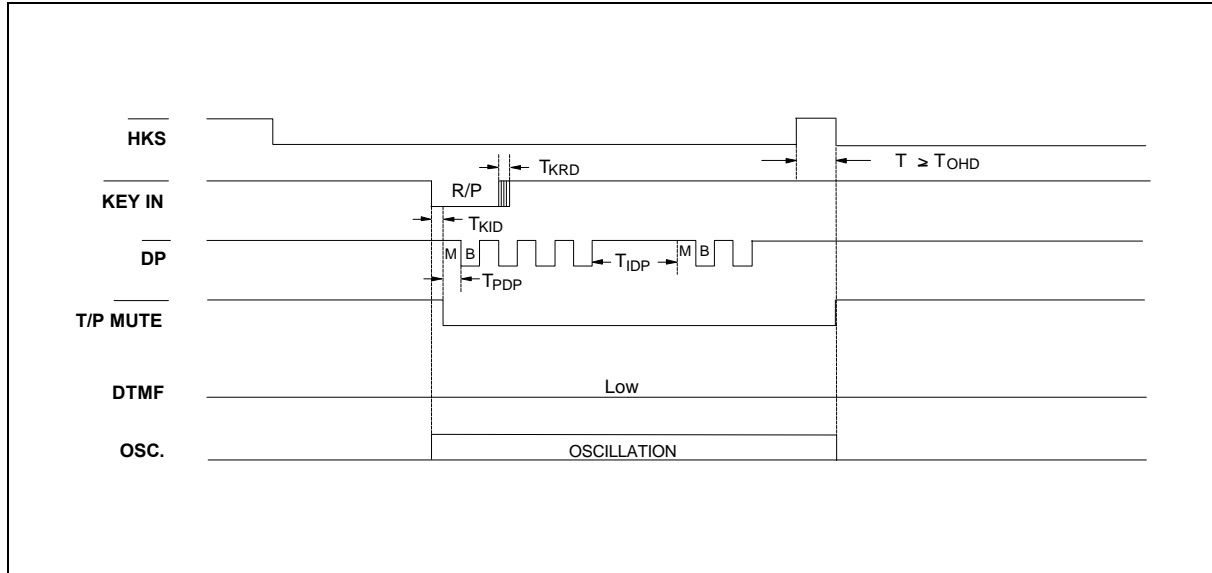 HKS
T ≥ TOHD
TKRD
KEY IN
R/P
TKID
DP
M B
TIDP
M B
TPDP
T/P MUTE
DTMF
Low
OSC.
OSCILLATION